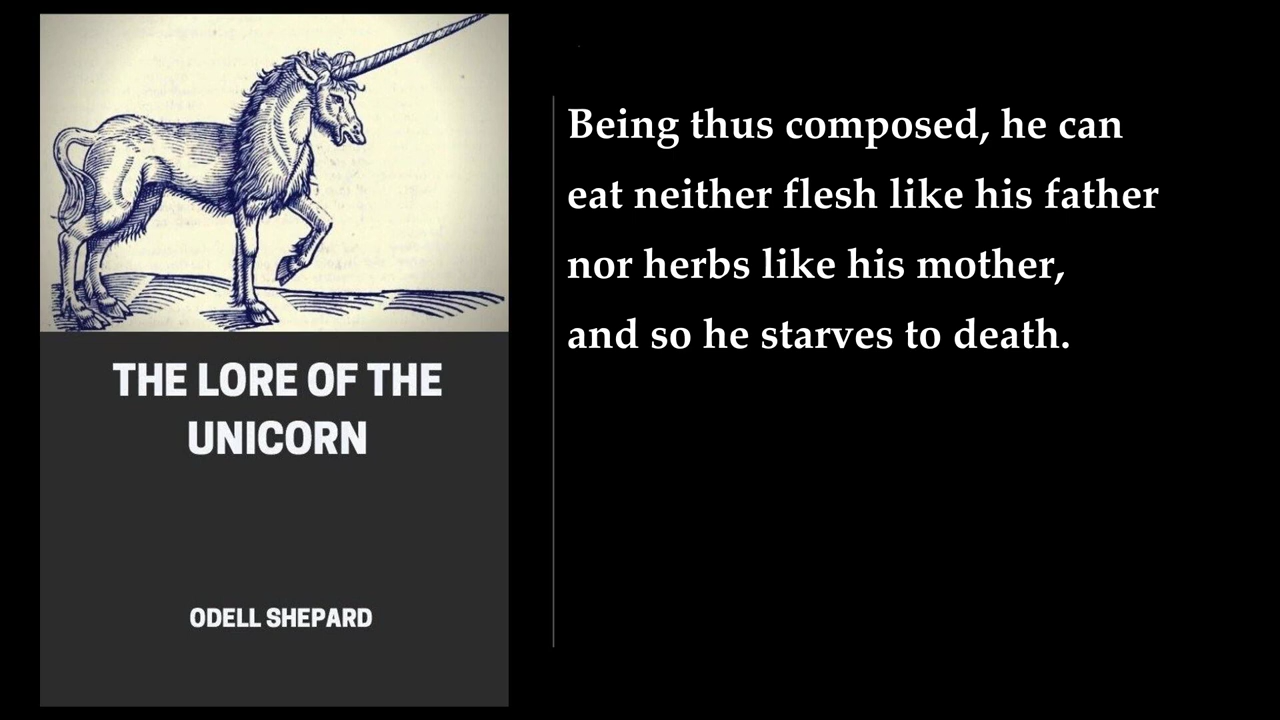 THE LORE OF THE
UNICORN
ODELL SHEPARD
Being thus composed, he can
eat neither flesh like his father
nor herbs like his mother,
and so he starves to death.